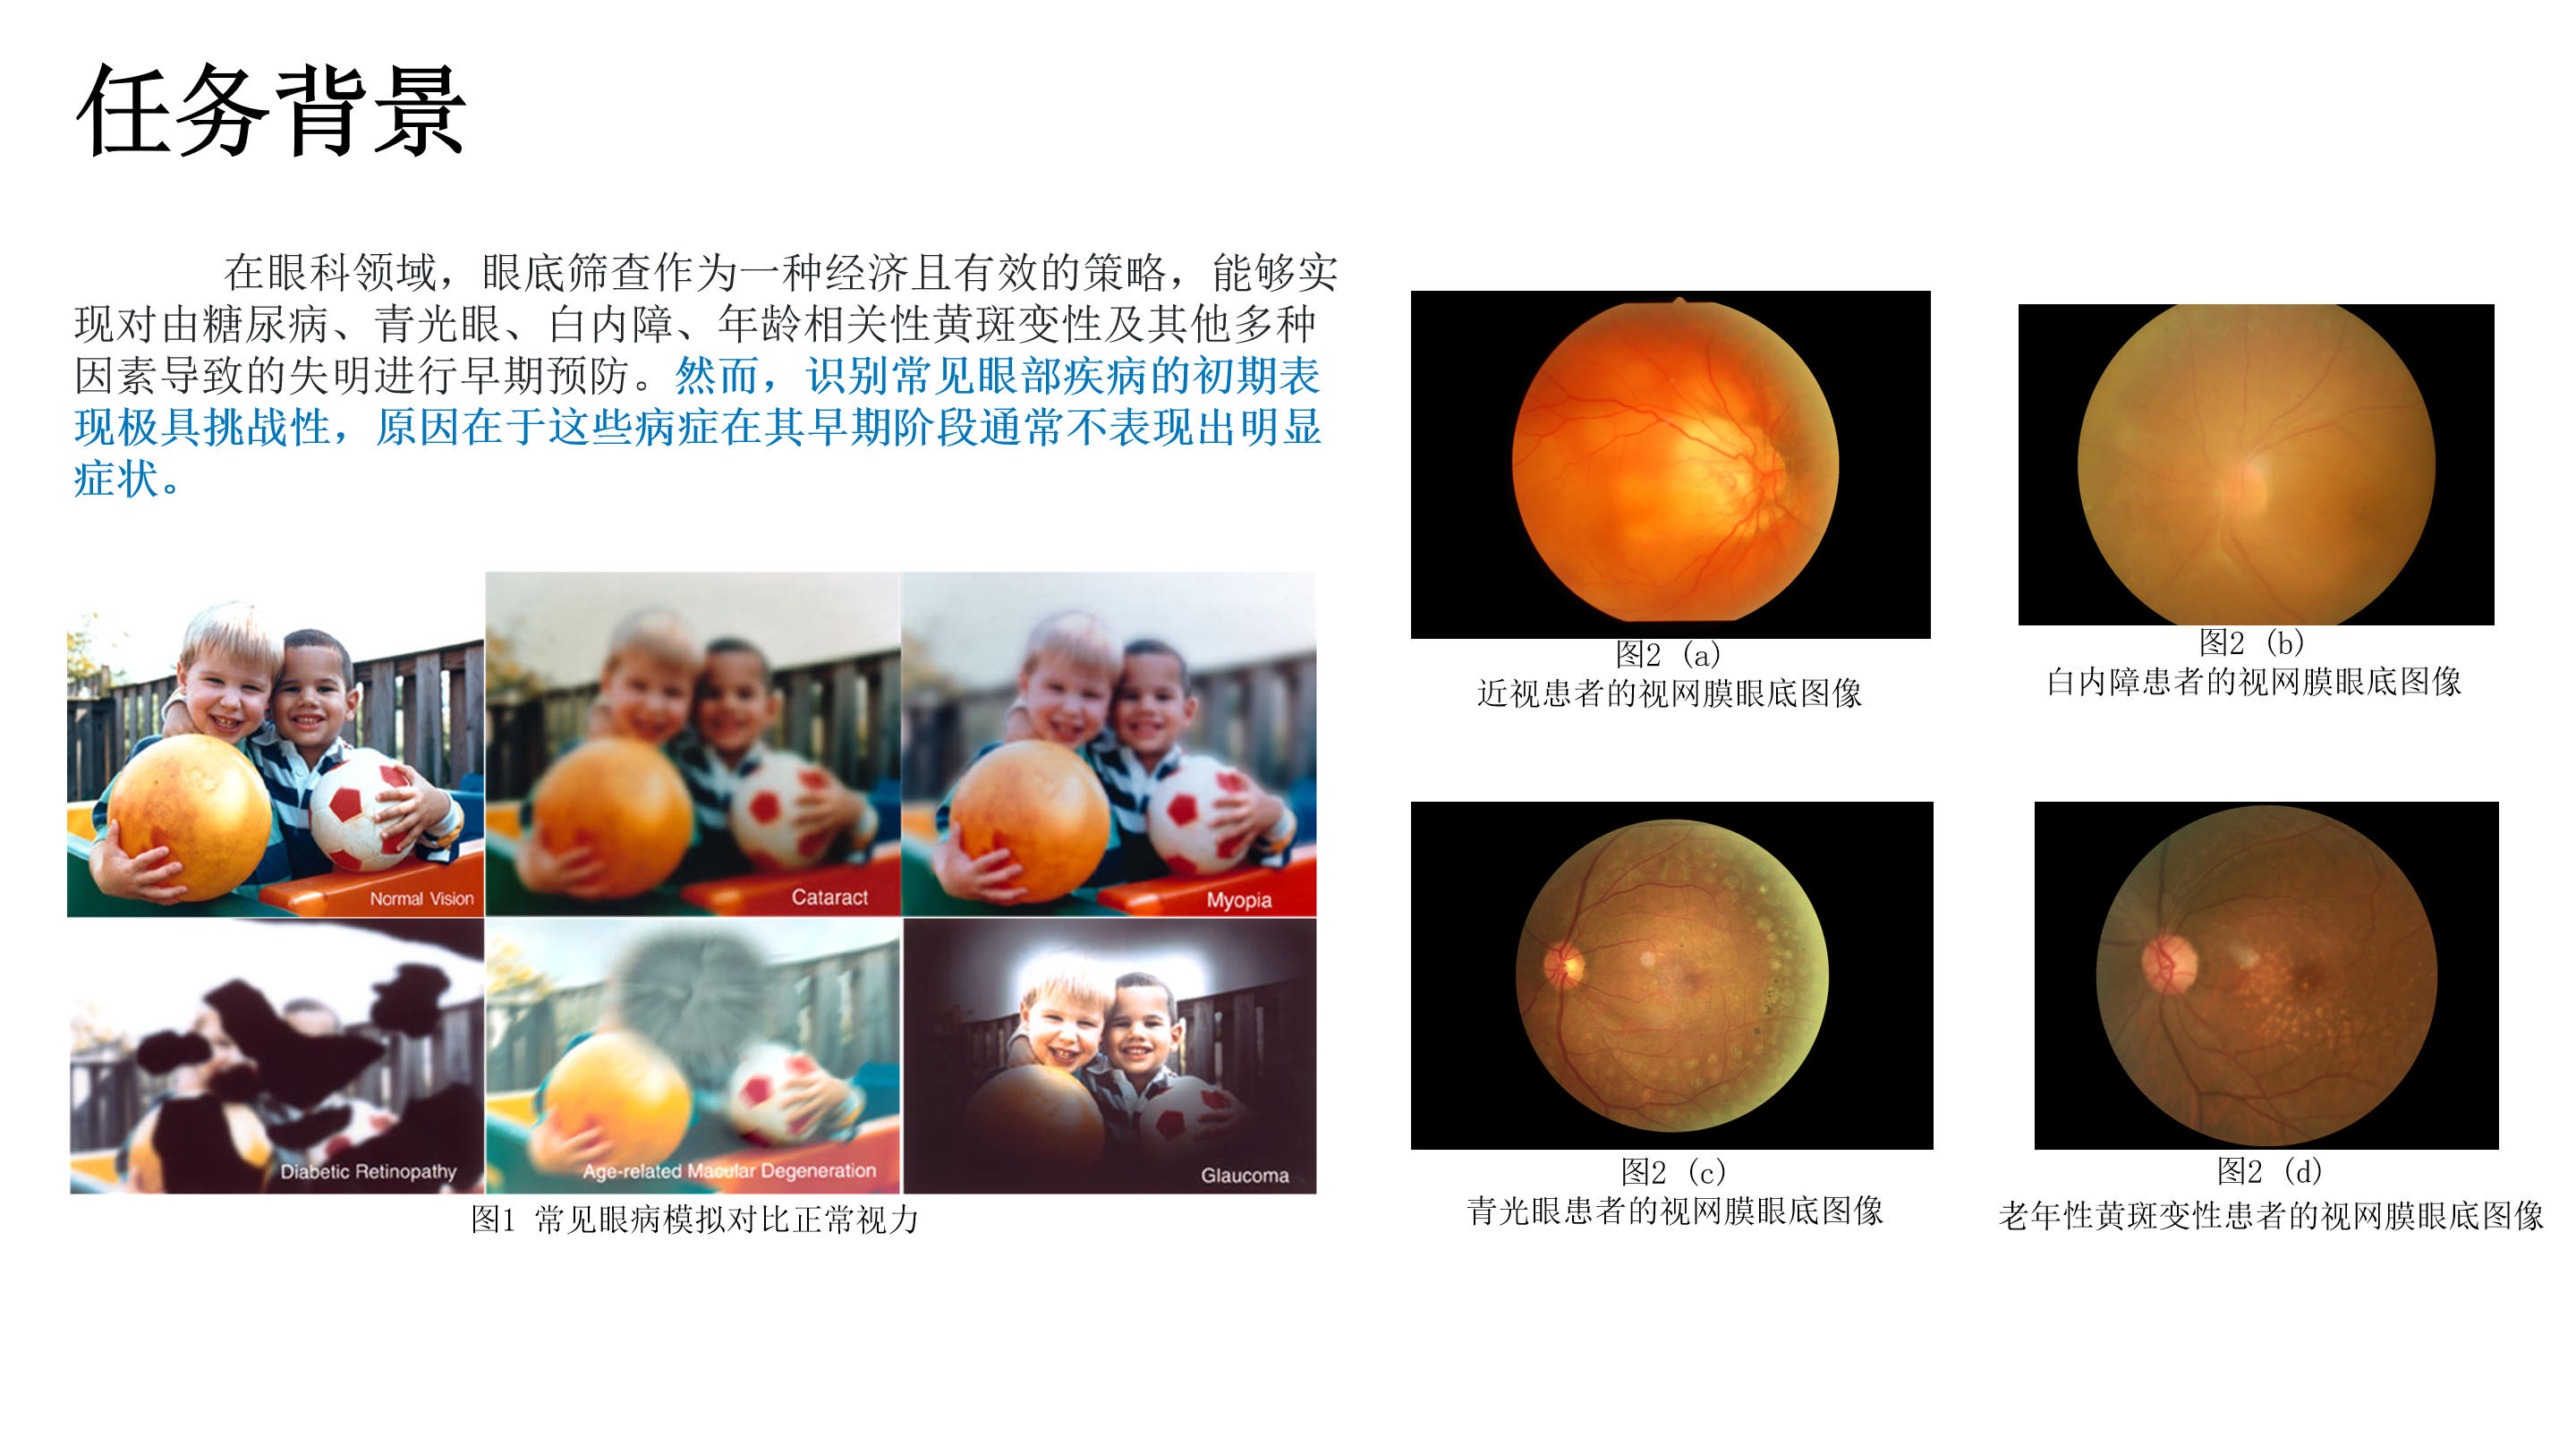 任务背景
在眼科领域，眼底筛查作为一种经济且有效的策略，能够实
现对由糖尿病、青光眼、白内障、年龄相关性黄斑变性及其他多种
因素导致的失明进行早期预防。然而，识别常见眼部疾病的初期表
现极具挑战性，原因在于这些病症在其早期阶段通常不表现出明显
症状。
Normal Vision
Cataract
Myopia
Diabetic Retinopathy
Age-related Macular Degeneration
Glaucoma
图1 常见眼病模拟对比正常视力
图2 (a)
近视患者的视网膜眼底图像
图2 (b)
白内障患者的视网膜眼底图像
图2 (c)
青光眼患者的视网膜眼底图像
图2 (d)
老年性黄斑变性患者的视网膜眼底图像